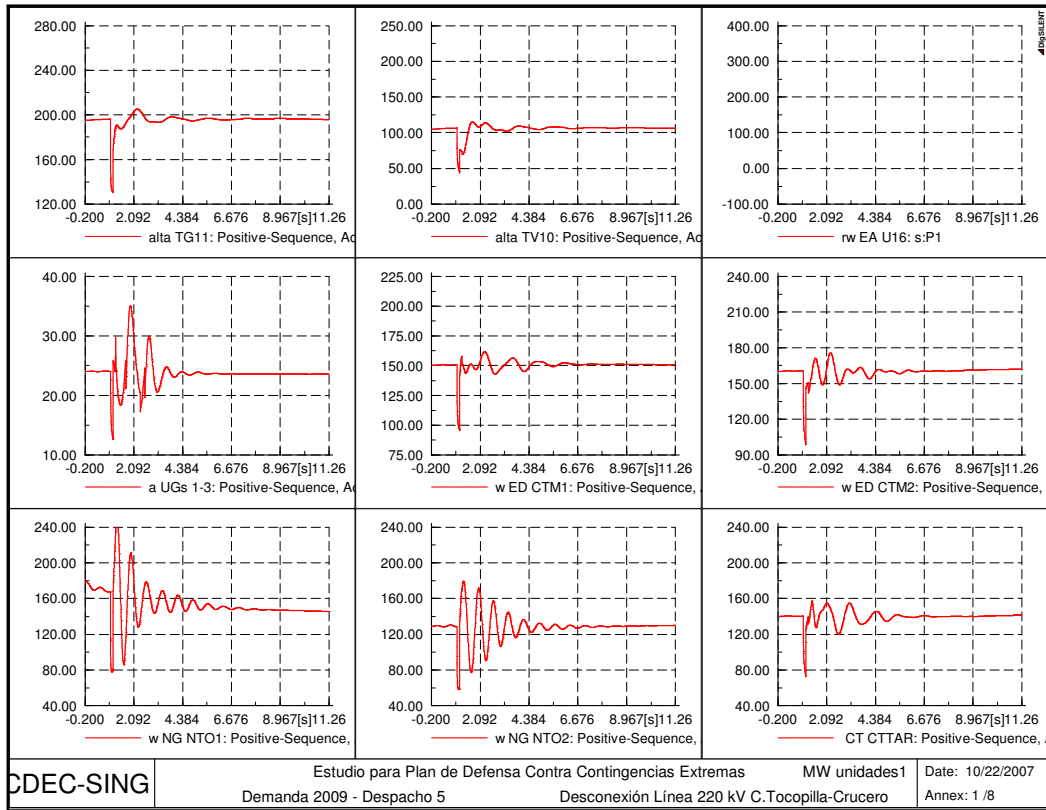 280.00
240.00
200.00
160.00
120.00
-0.200 2.092 4.384 6.676 8.967[s]11.26
alta TG11: Positive-Sequence, Ac
250.00
200.00
150.00
100.00
50.00
0.00
-0.200 2.092 4.384 6.676 8.967[s]11.26
alta TV10: Positive-Sequence, Ac
400.00
300.00
200.00
100.00
0.00
-100.00
-0.200 2.092 4.384 6.676 8.967[s]11.26
rw EA U16: s:P1
DIgSILENT
40.00
30.00
20.00
10.00
-0.200 2.092 4.384 6.676 8.967[s]11.26
a UGs 1-3: Positive-Sequence, Ac
225.00
200.00
175.00
150.00
125.00
100.00
75.00
-0.200 2.092 4.384 6.676 8.967[s]11.26
w ED CTM1: Positive-Sequence,
240.00
210.00
180.00
150.00
120.00
90.00
-0.200 2.092 4.384 6.676 8.967[s]11.26
w ED CTM2: Positive-Sequence,
240.00
200.00
160.00
120.00
80.00
40.00
-0.200 2.092 4.384 6.676 8.967[s]11.26
w NG NTO1: Positive-Sequence,
240.00
200.00
160.00
120.00
80.00
40.00
-0.200 2.092 4.384 6.676 8.967[s]11.26
w NG NTO2: Positive-Sequence,
240.00
200.00
160.00
120.00
80.00
40.00
-0.200 2.092 4.384 6.676 8.967[s]11.26
CT CTTAR: Positive-Sequence,
CDEC-SING
Estudio para Plan de Defensa Contra Contingencias Extremas MW unidades1
Demanda 2009 - Despacho 5 Desconexión Línea 220 kV C.Tocopilla-Crucero
Date: 10/22/2007
Annex: 1 /8